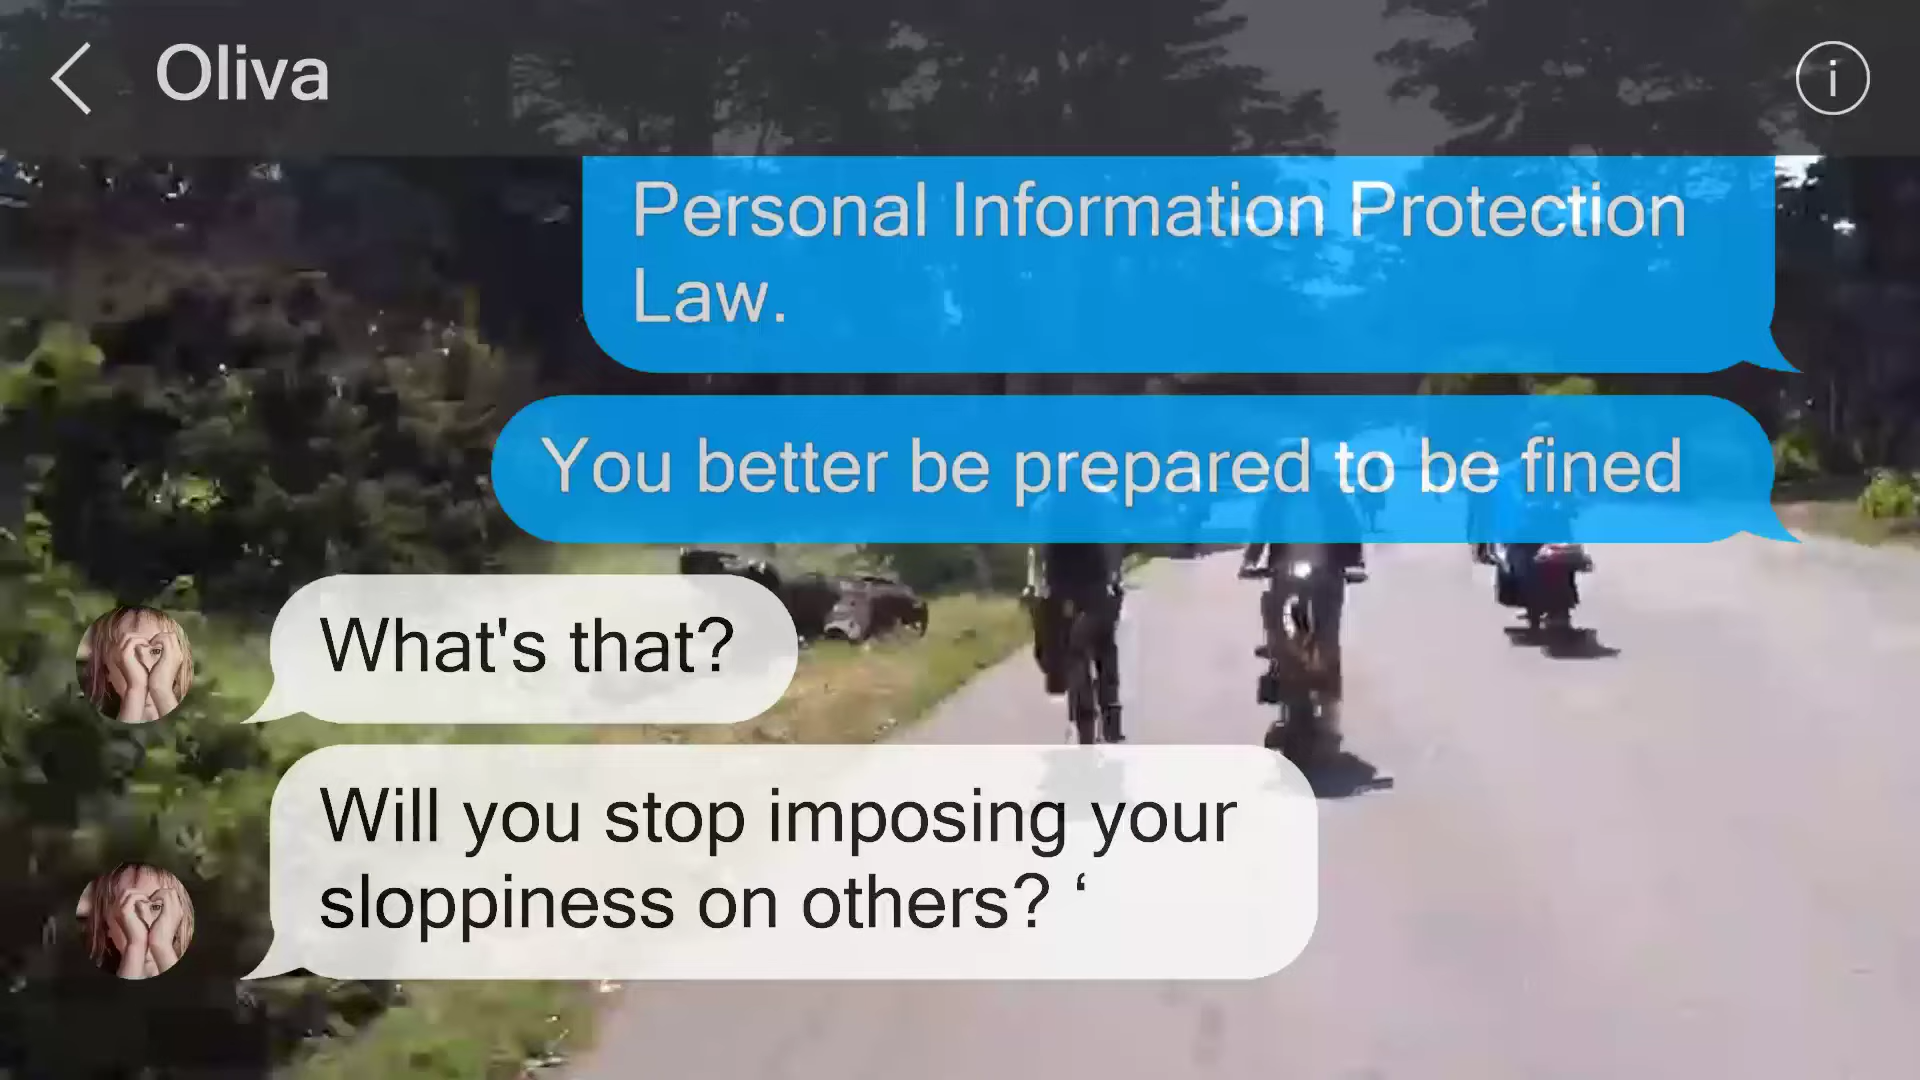 Oliva
Personal Information Protection
Law.
You better be prepared to be fined
What's that?
Will you stop imposing your
sloppiness on others? ‘